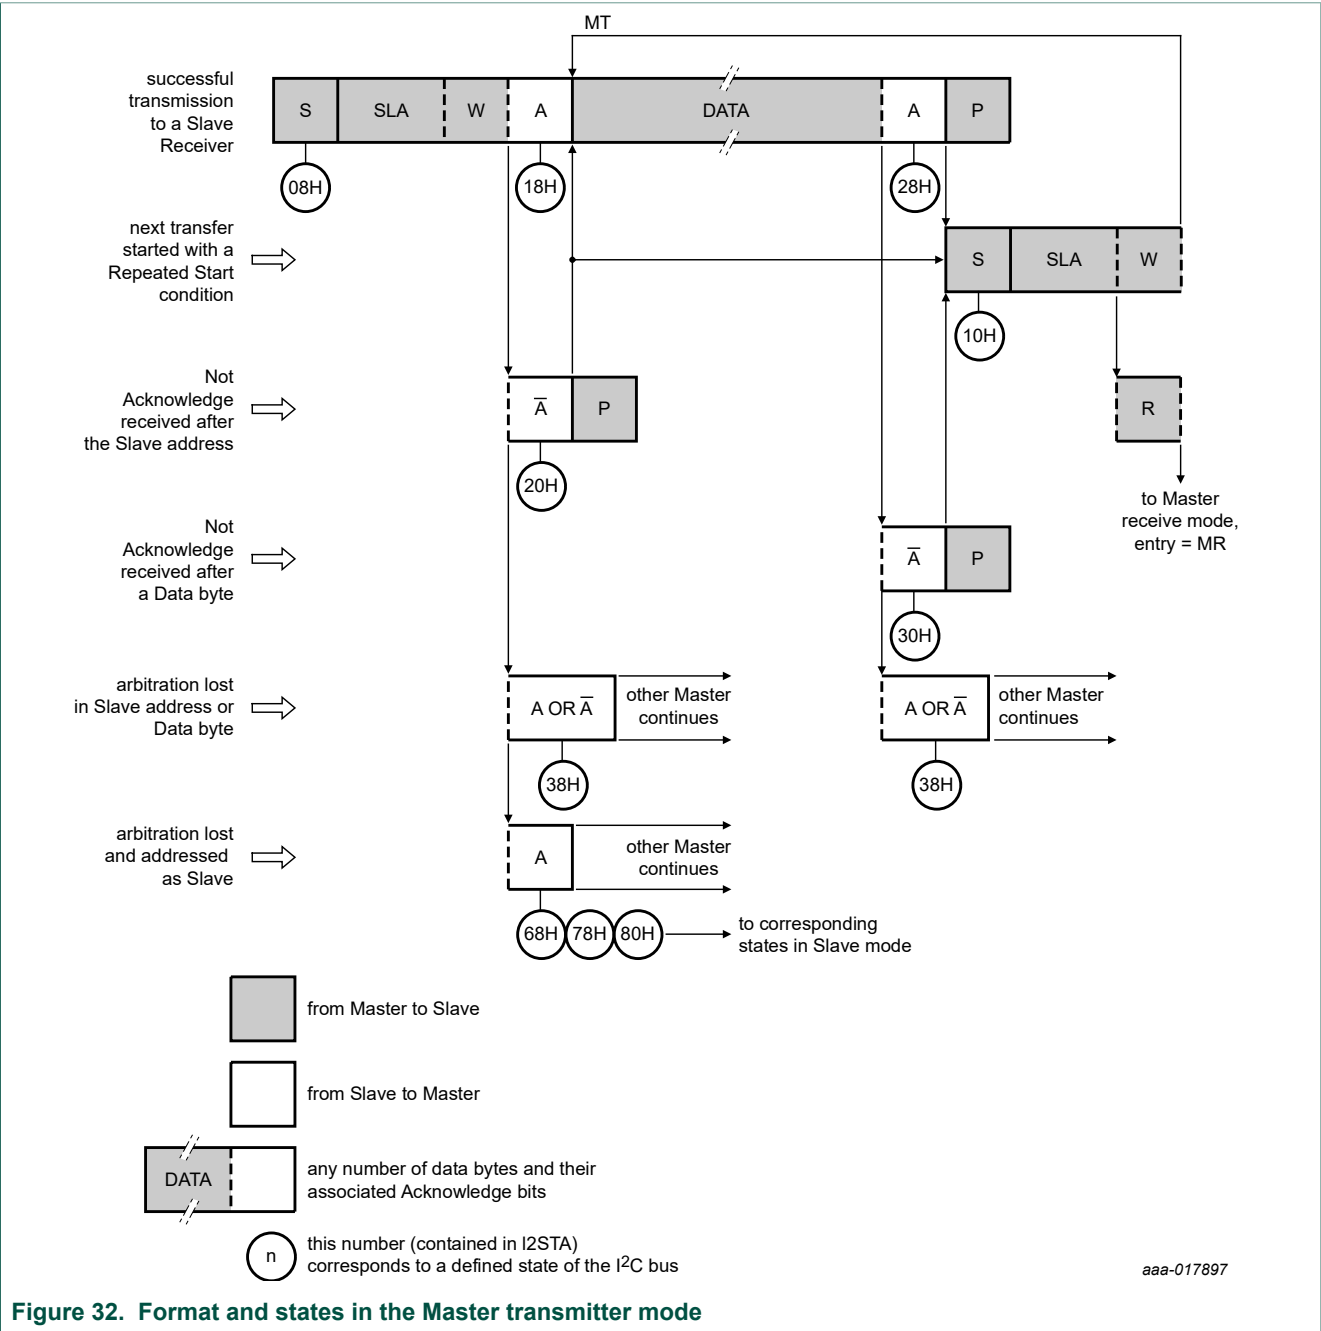 MT
successful
transmission
to a Slave
Receiver
S SLA W A DATA A P
08H 18H 28H
next transfer
started with a
Repeated Start
condition
S SLA W
10H
Not
Acknowledge
received after
the Slave address
A̅ P
R
20H
to Master
receive mode,
entry = MR
Not
Acknowledge
received after
a Data byte
A̅ P
30H
arbitration lost
in Slave address or
Data byte
A OR A̅
other Master
continues
A OR A̅
other Master
continues
38H 38H
arbitration lost
and addressed
as Slave
A
other Master
continues
68H 78H 80H
to corresponding
states in Slave mode
from Master to Slave
from Slave to Master
DATA
any number of data bytes and their
associated Acknowledge bits
n
this number (contained in I2STA)
corresponds to a defined state of the I²C bus
aaa-017897
Figure 32. Format and states in the Master transmitter mode